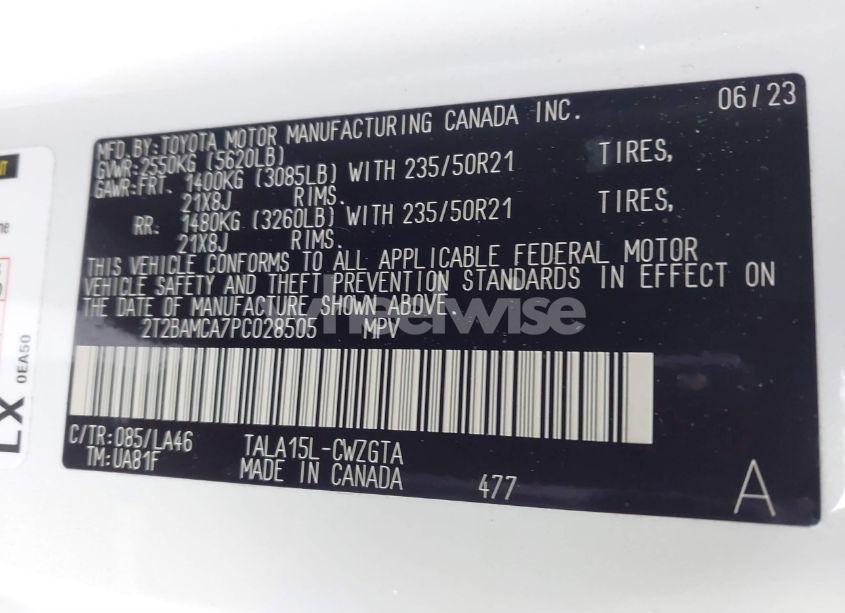 06/23
MFD. BY: TOYOTA MOTOR MANUFACTURING CANADA INC.
GVWR: 2550KG (5620LB)
GAWR: FRT. 1400KG (3085LB) WITH 235/50R21 TIRES,
21X8J RIMS.
RR. 1480KG (3260LB) WITH 235/50R21 TIRES,
21X8J RIMS.
THIS VEHICLE CONFORMS TO ALL APPLICABLE FEDERAL MOTOR
VEHICLE SAFETY AND THEFT PREVENTION STANDARDS IN EFFECT ON
THE DATE OF MANUFACTURE SHOWN ABOVE.
2T2BAMCA7PC028505 MPV
C/TR: 085/LA46 TALA15L-CWZGTA
TM: UA81F MADE IN CANADA 477 A
0EA50